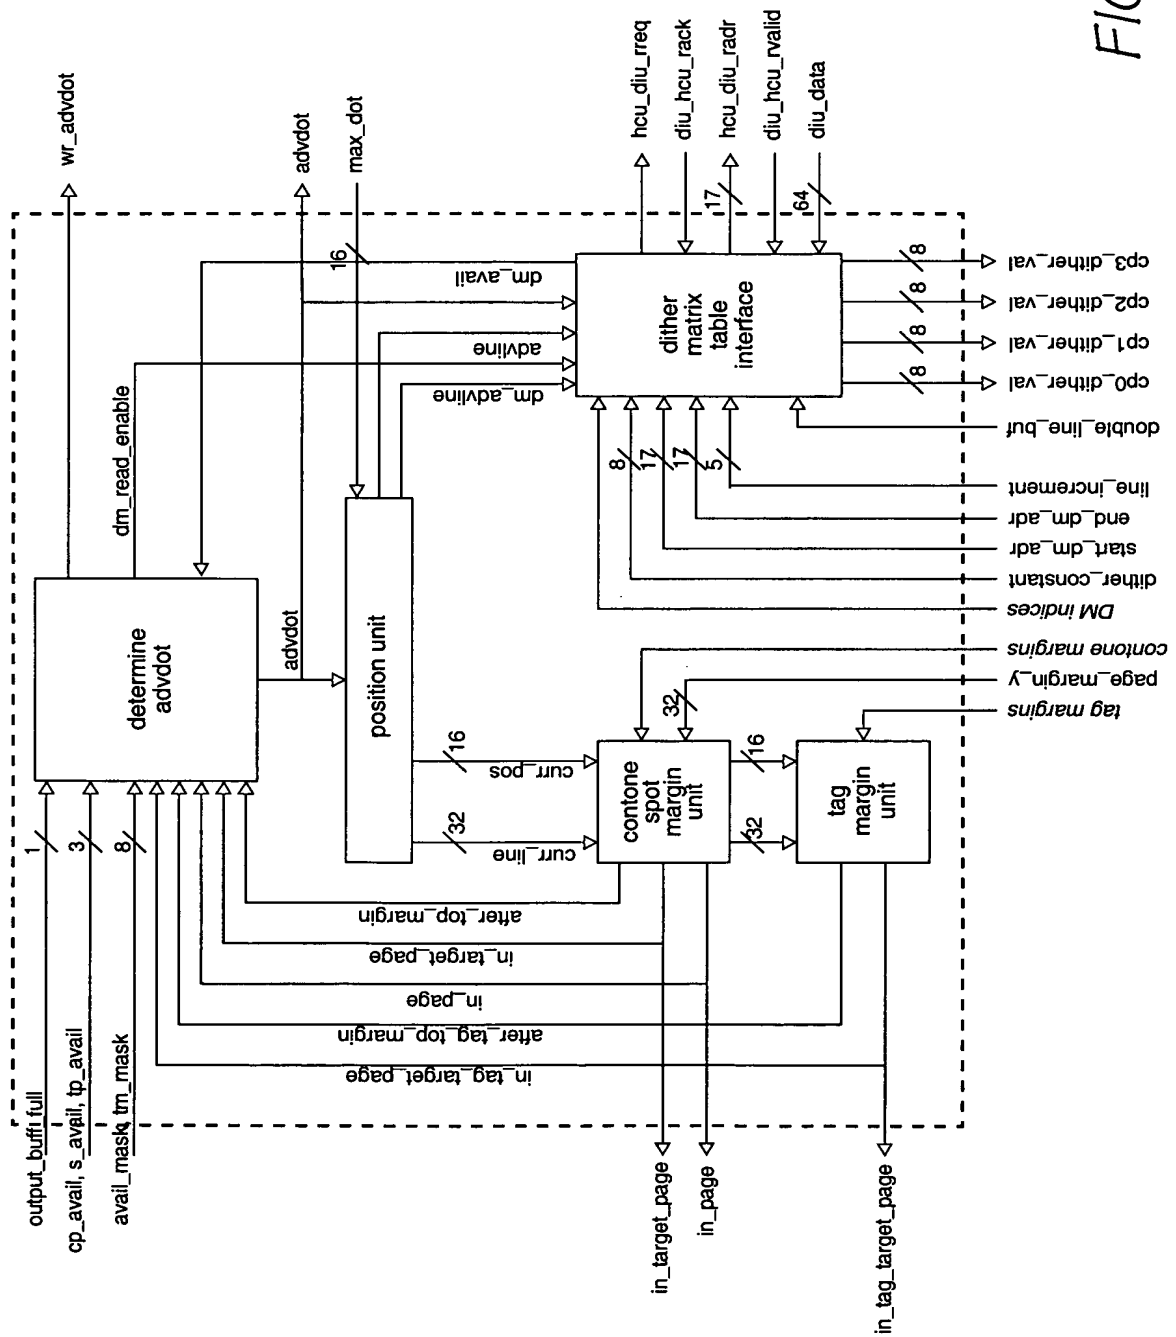 FIG
wr_advdot
advdot
max_dot
hcu_diu_rreq
diu_hcu_rack
hcu_diu_radr
diu_hcu_rvalid
diu_data
16
17
64
dm_avail
advline
dm_advline
dm_read_enable
determine
advdot
advdot
position unit
dither
matrix
table
interface
8
8
8
8
cp3_dither_val
cp2_dither_val
cp1_dither_val
cp0_dither_val
double_line_buf
line_increment
end_dm_adr
start_dm_adr
dither_constant
DM indices
8
17
17
5
contone margins
page_margin_y
tag margins
32
16
curr_pos
32
curr_line
contone
spot
margin
unit
16
32
tag
margin
unit
1
3
8
output_buff_full
cp_avail, s_avail, tp_avail
avail_mask, tm_mask
after_top_margin
in_target_page
in_page
after_tag_top_margin
in_tag_target_page
in_target_page
in_page
in_tag_target_page